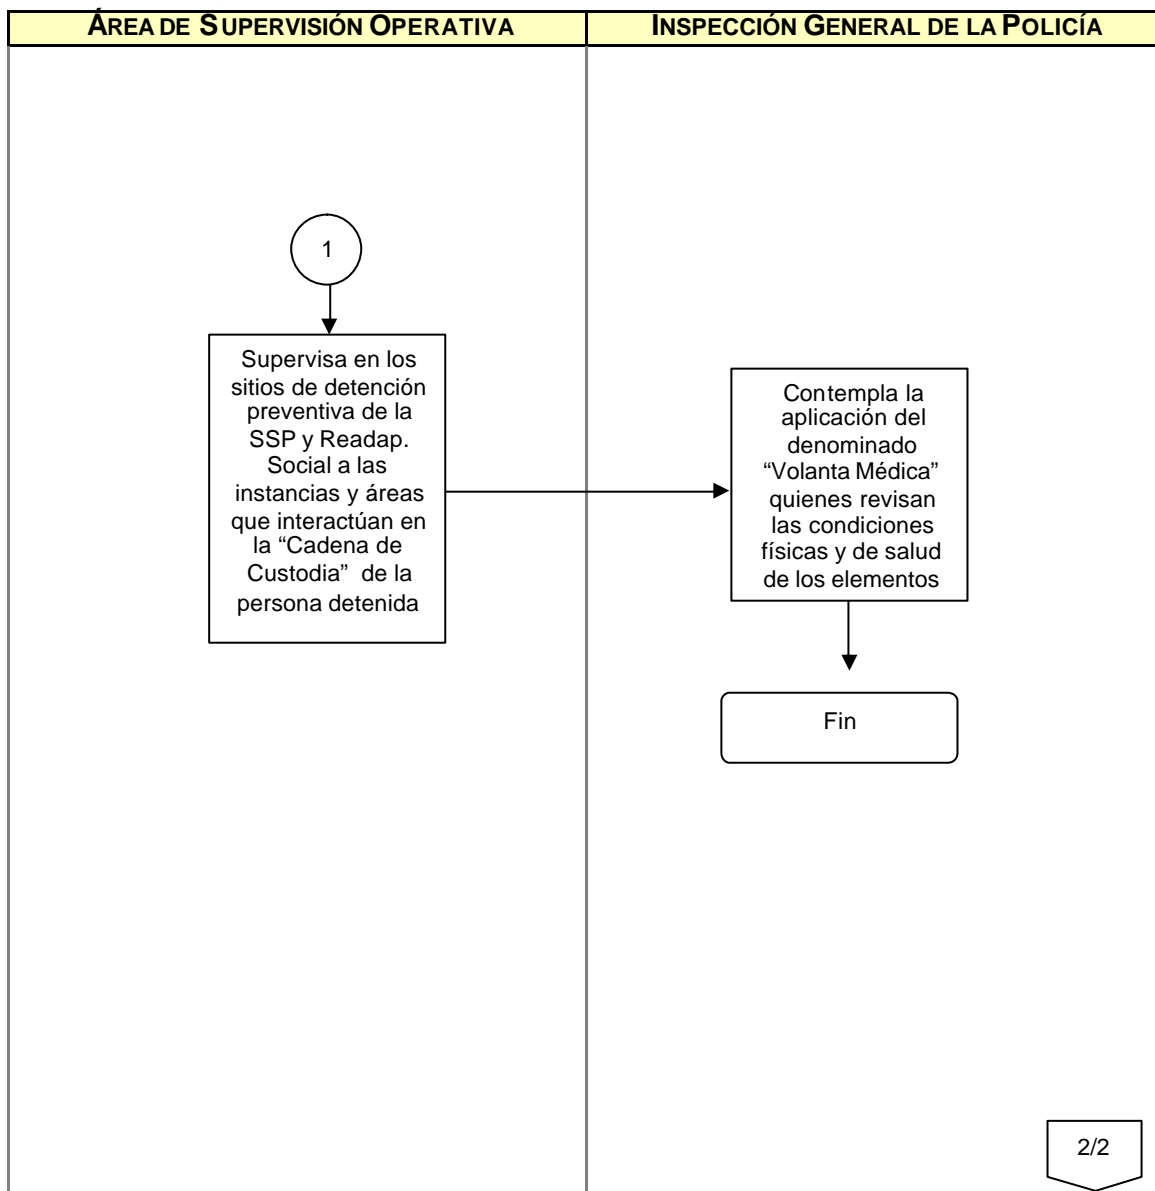 ÁREA DE SUPERVISIÓN OPERATIVA
INSPECCIÓN GENERAL DE LA POLICÍA
1
Supervisa en los
sitios de detención
preventiva de la
SSP y Readap.
Social a las
instancias y áreas
que interactúan en
la “Cadena de
Custodia” de la
persona detenida
Contempla la
aplicación del
denominado
“Volanta Médica”
quienes revisan
las condiciones
físicas y de salud
de los elementos
Fin
2/2